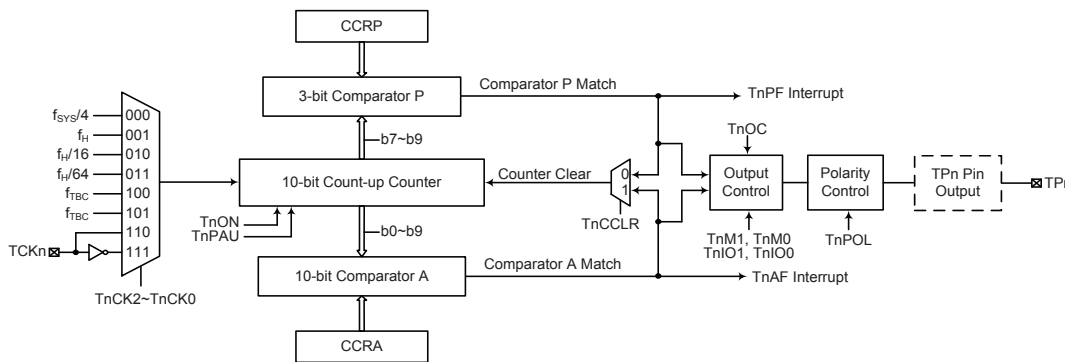 CCRP
3-bit Comparator P
Comparator P Match
TnPF Interrupt
fSYS/4
000
fH
001
fH/16
010
fH/64
011
fTBC
100
fTBC
101
110
TCKn
111
TnCK2~TnCK0
b7~b9
10-bit Count-up Counter
TnON
TnPAU
b0~b9
Counter Clear
0
1
TnCCLR
TnOC
Output
Control
TnM1, TnM0
TnIO1, TnIO0
Polarity
Control
TnPOL
TPn Pin
Output
10-bit Comparator A
Comparator A Match
TnAF Interrupt
CCRA